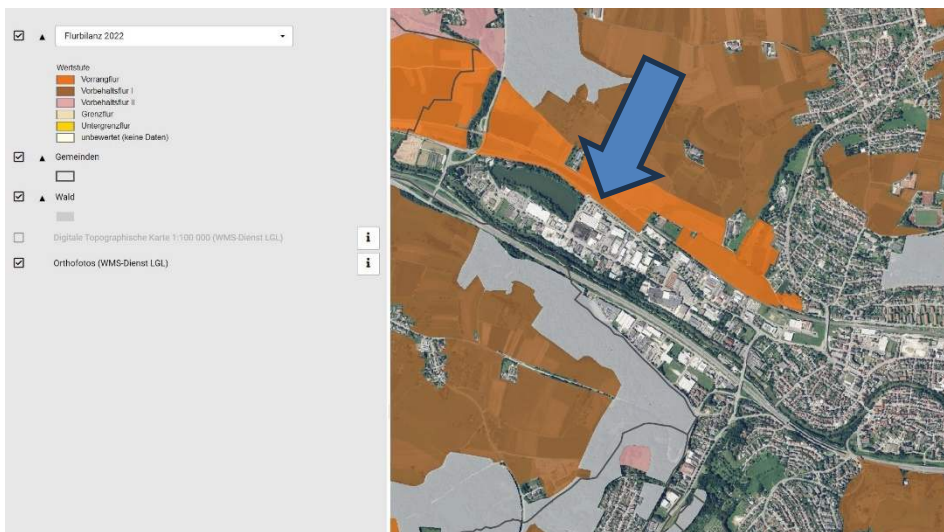 Flurbilanz 2022
Wertstufe
Vorrangflur
Vorbehaltsflur I
Vorbehaltsflur II
Grenzflur
Untergrenzflur
unbewertet (keine Daten)
Gemeinden
Wald
Digitale Topographische Karte 1:100 000 (WMS-Dienst LGL)
i
Orthofotos (WMS-Dienst LGL)
i